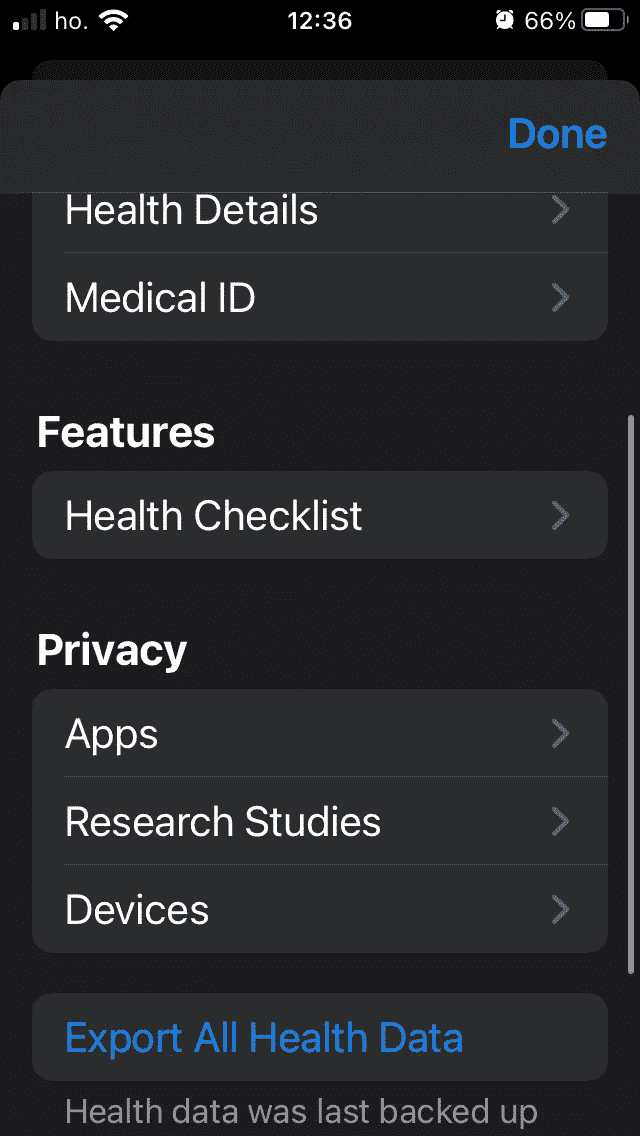 ho. 12:36 66%
Done
Health Details
Medical ID
Features
Health Checklist
Privacy
Apps
Research Studies
Devices
Export All Health Data
Health data was last backed up